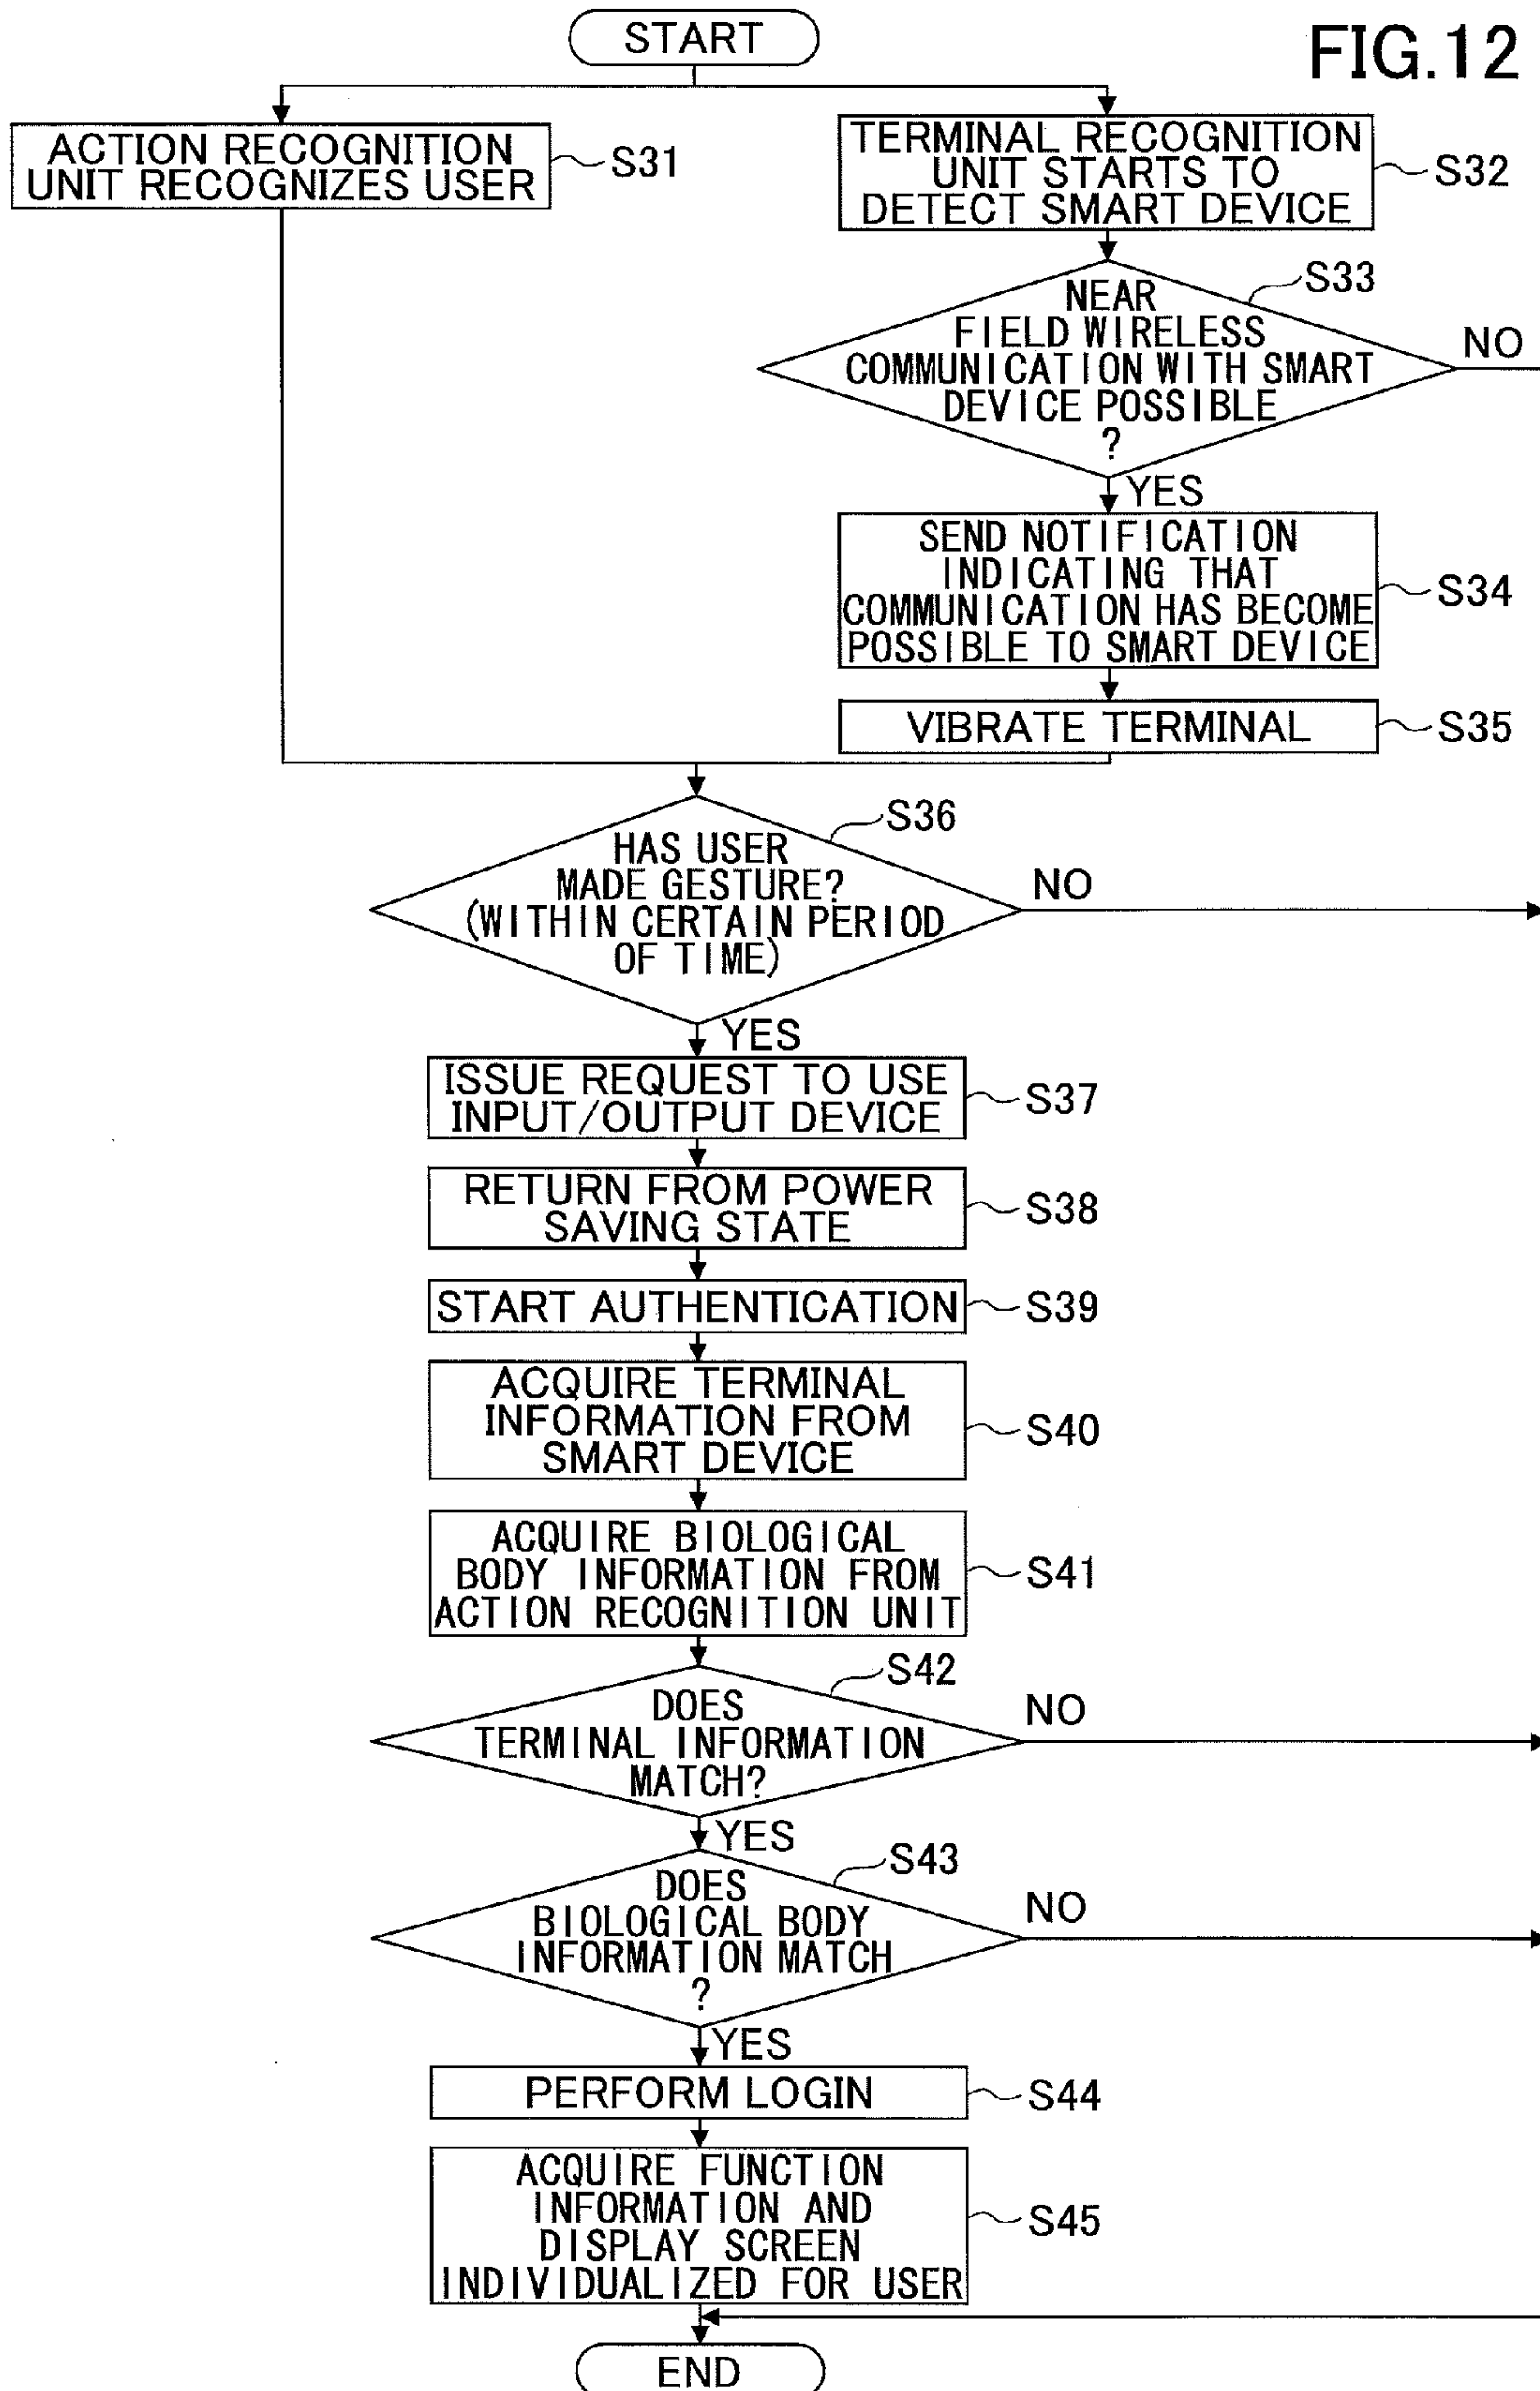 START
FIG.12
ACTION RECOGNITION
UNIT RECOGNIZES USER
S31
TERMINAL RECOGNITION
UNIT STARTS TO
DETECT SMART DEVICE
S32
S33
NEAR
FIELD WIRELESS
COMMUNICATION WITH SMART
DEVICE POSSIBLE
?
NO
YES
SEND NOTIFICATION
INDICATING THAT
COMMUNICATION HAS BECOME
POSSIBLE TO SMART DEVICE
S34
VIBRATE TERMINAL
S35
S36
HAS USER
MADE GESTURE?
(WITHIN CERTAIN PERIOD
OF TIME)
NO
YES
ISSUE REQUEST TO USE
INPUT/OUTPUT DEVICE
S37
RETURN FROM POWER
SAVING STATE
S38
START AUTHENTICATION
S39
ACQUIRE TERMINAL
INFORMATION FROM
SMART DEVICE
S40
ACQUIRE BIOLOGICAL
BODY INFORMATION FROM
ACTION RECOGNITION UNIT
S41
S42
DOES
TERMINAL INFORMATION
MATCH?
NO
YES
S43
DOES
BIOLOGICAL BODY
INFORMATION MATCH
?
NO
YES
PERFORM LOGIN
S44
ACQUIRE FUNCTION
INFORMATION AND
DISPLAY SCREEN
INDIVIDUALIZED FOR USER
S45
END